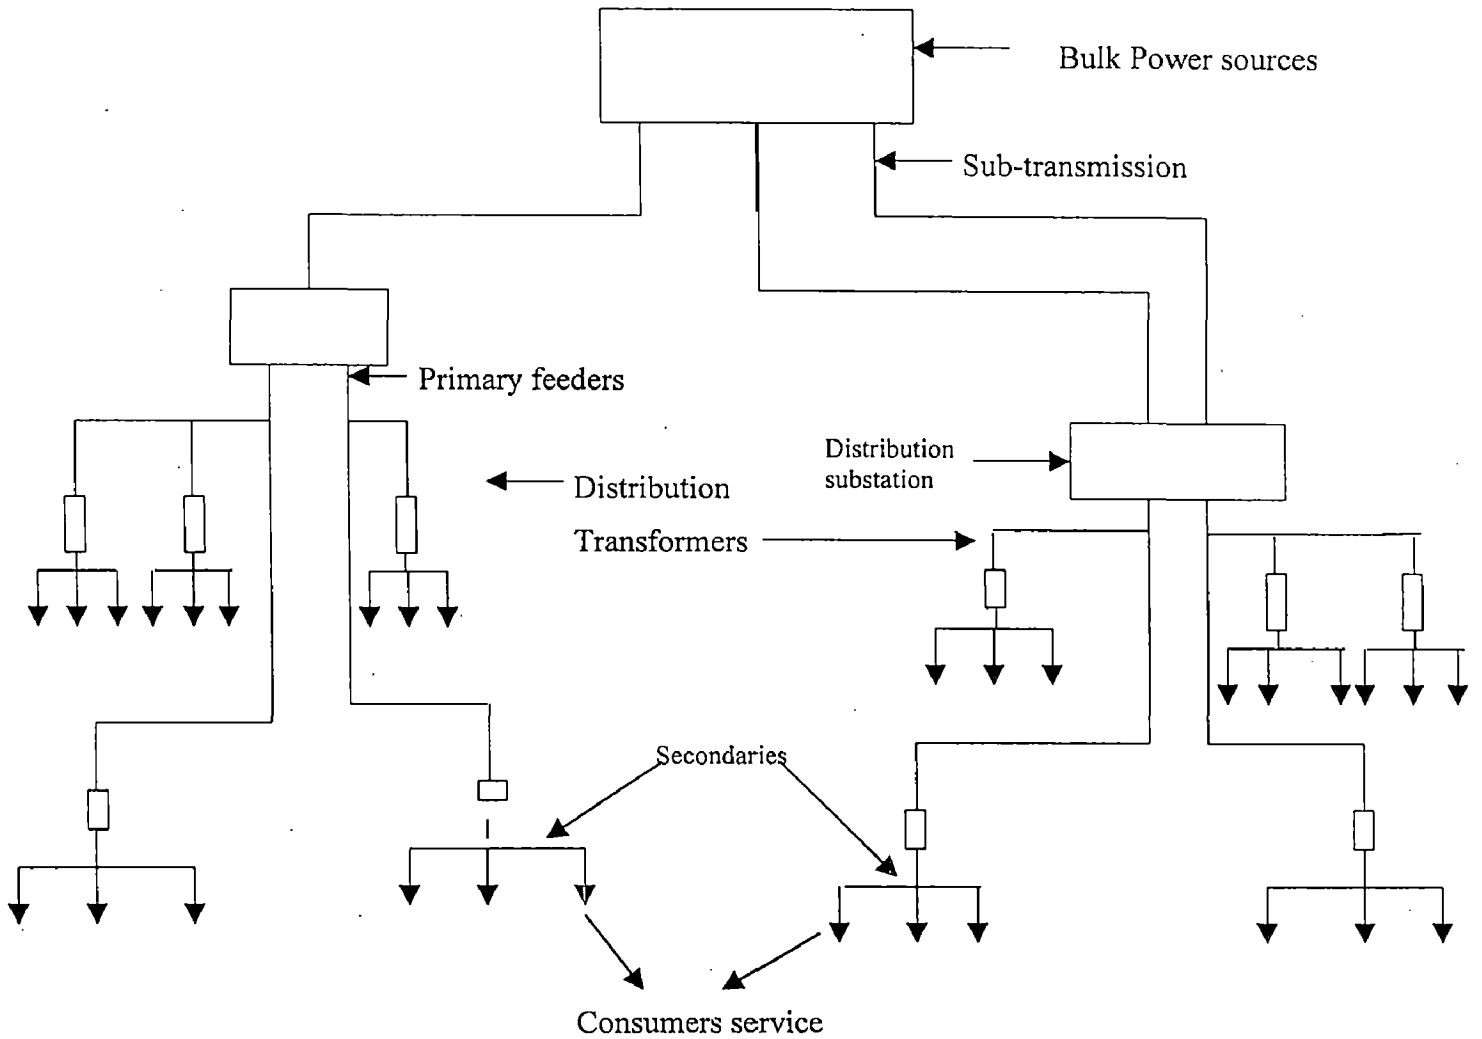 Bulk Power sources
Sub-transmission
Primary feeders
Distribution
substation
Distribution
Transformers
Secondaries
Consumers service